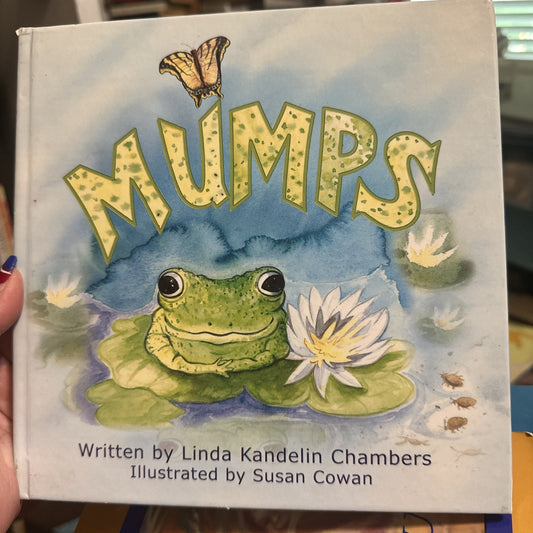 MUMPS
Written by Linda Kandelin Chambers
Illustrated by Susan Cowan